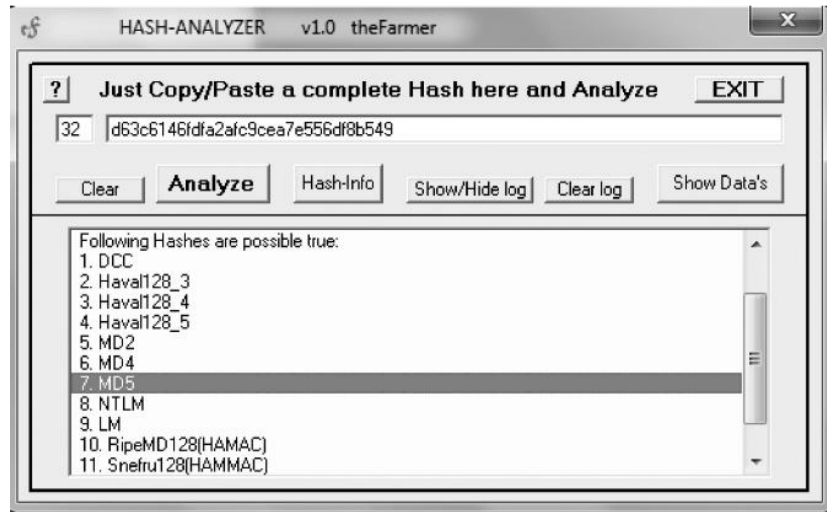 HASH-ANALYZER v1.0 theFarmer
? Just Copy/Paste a complete Hash here and Analyze EXIT
32 d63c6146fdfa2afc9cea7e556df8b549
Clear Analyze Hash-Info Show/Hide log Clear log Show Data's
Following Hashes are possible true:
1. DCC
2. Haval128_3
3. Haval128_4
4. Haval128_5
5. MD2
6. MD4
7. MD5
8. NTLM
9. LM
10. RipeMD128(HAMAC)
11. Snefru128(HAMMAC)